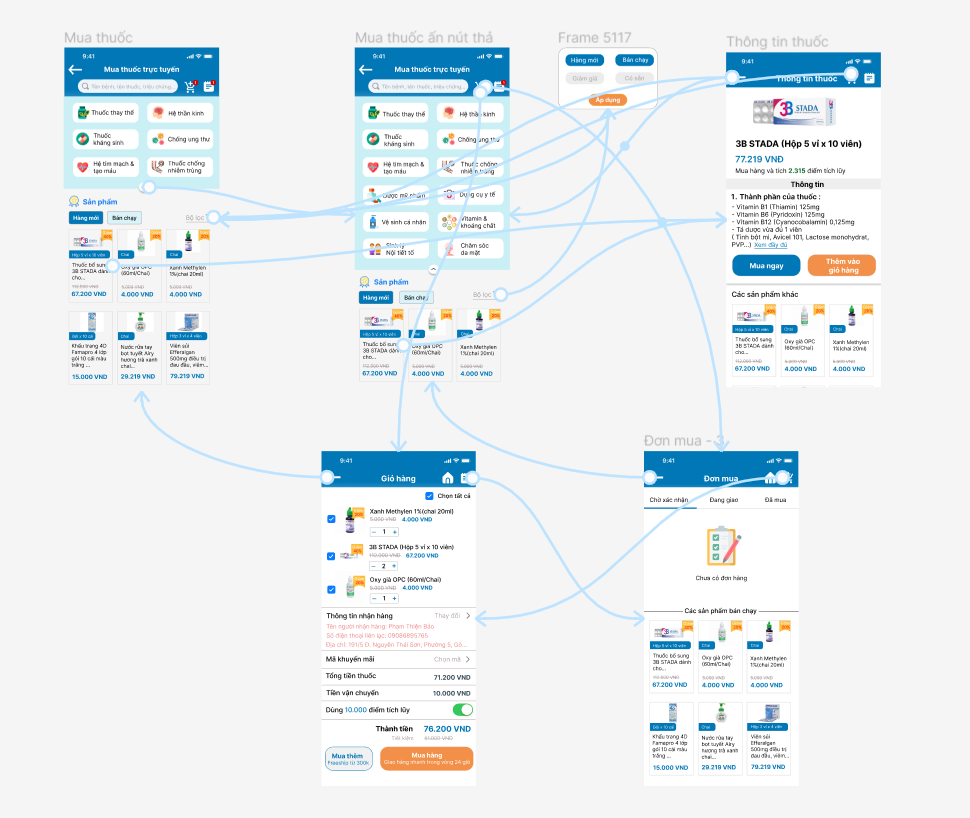 Mua thuốc
9:41
Mua thuốc trực tuyến
Tên bệnh, tên thuốc, triệu chứng...
Thuốc thay thế
Hệ thần kinh
Thuốc kháng sinh
Chống ung thư
Hệ tim mạch & tạo máu
Thuốc chống nhiễm trùng
Sản phẩm
Hàng mới
Bán chạy
Bộ lọc
Hộp 5 vỉ x 10 viên
Chai
Chai
Thuốc bổ sung 3B STADA dành cho...
112.000 VND
67.200 VND
Oxy già OPC (60ml/Chai)
5.000 VND
4.000 VND
Xanh Methylen 1%(chai 20ml)
5.000 VND
4.000 VND
Gói x 10 cái
Chai
Hộp 3 vỉ x 4 viên
Khẩu trang 4D Famapro 4 lớp gói 10 cái màu trắng ...
15.000 VND
Nước rửa tay bọt tuyết Airy hương trà xanh chai...
29.219 VND
Viên sủi Efferalgan 500mg điều trị đau đầu, viêm...
79.219 VND
Mua thuốc ấn nút thả
9:41
Mua thuốc trực tuyến
Tên bệnh, tên thuốc, triệu chứng...
Thuốc thay thế
Hệ thần kinh
Thuốc kháng sinh
Chống ung thư
Hệ tim mạch & tạo máu
Thuốc chống nhiễm trùng
Dược mỹ phẩm
Dụng cụ y tế
Vệ sinh cá nhân
Vitamin & khoáng chất
Sinh lý Nội tiết tố
Chăm sóc da mặt
Sản phẩm
Hàng mới
Bán chạy
Bộ lọc
Hộp 5 vỉ x 10 viên
Chai
Chai
Thuốc bổ sung 3B STADA dành cho...
112.000 VND
67.200 VND
Oxy già OPC (60ml/Chai)
5.000 VND
4.000 VND
Xanh Methylen 1%(chai 20ml)
5.000 VND
4.000 VND
Frame 5117
Hàng mới
Bán chạy
Giảm giá
Có sẵn
Áp dụng
Thông tin thuốc
9:41
Thông tin thuốc
3B STADA
3B STADA (Hộp 5 vỉ x 10 viên)
77.219 VNĐ
Mua hàng và tích 2.315 điểm tích lũy
Thông tin
1. Thành phần của thuốc :
- Vitamin B1 (Thiamin) 125mg
- Vitamin B6 (Pyridoxin) 125mg
- Vitamin B12 (Cyanocobalamin) 0,125mg
- Tá dược vừa đủ 1 viên
( Tinh bột mì, Avicel 101, Lactose monohydrat,
PVP...) Xem đầy đủ
Mua ngay
Thêm vào giỏ hàng
Các sản phẩm khác
Hộp 5 vỉ x 10 viên
Chai
Chai
Thuốc bổ sung 3B STADA dành cho...
112.000 VND
67.200 VND
Oxy già OPC (60ml/Chai)
5.000 VND
4.000 VND
Xanh Methylen 1%(chai 20ml)
5.000 VND
4.000 VND
9:41
Giỏ hàng
Chọn tất cả
Xanh Methylen 1%(chai 20ml)
5.000 VND 4.000 VND
− 1 +
3B STADA (Hộp 5 vỉ x 10 viên)
112.000 VND 67.200 VND
− 2 +
Oxy già OPC (60ml/Chai)
5.000 VND 4.000 VND
− 1 +
Thông tin nhận hàng
Thay đổi
Tên người nhận hàng: Phạm Thiên Bảo
Số điện thoại liên lạc: 09086895765
Địa chỉ: 191/5 Đ. Nguyễn Thái Sơn, Phường 5, Gò...
Mã khuyến mãi
Chọn mã
Tổng tiền thuốc
71.200 VND
Tiền vận chuyển
10.000 VND
Dùng 10.000 điểm tích lũy
Thành tiền
76.200 VND
Tiết kiệm
Mua thêm
Freeship từ 300k
Mua hàng
Giao hàng nhanh trong vòng 24 giờ
Đơn mua - 3
9:41
Đơn mua
Chờ xác nhận
Đang giao
Đã mua
Chưa có đơn hàng
Các sản phẩm bán chạy
Hộp 5 vỉ x 10 viên
Chai
Chai
Thuốc bổ sung 3B STADA dành cho...
112.000 VND
67.200 VND
Oxy già OPC (60ml/Chai)
5.000 VND
4.000 VND
Xanh Methylen 1%(chai 20ml)
5.000 VND
4.000 VND
Gói x 10 cái
Chai
Hộp 3 vỉ x 4 viên
Khẩu trang 4D Famapro 4 lớp gói 10 cái màu trắng ...
15.000 VND
Nước rửa tay bọt tuyết Airy hương trà xanh chai...
29.219 VND
Viên sủi Efferalgan 500mg điều trị đau đầu, viêm...
79.219 VND